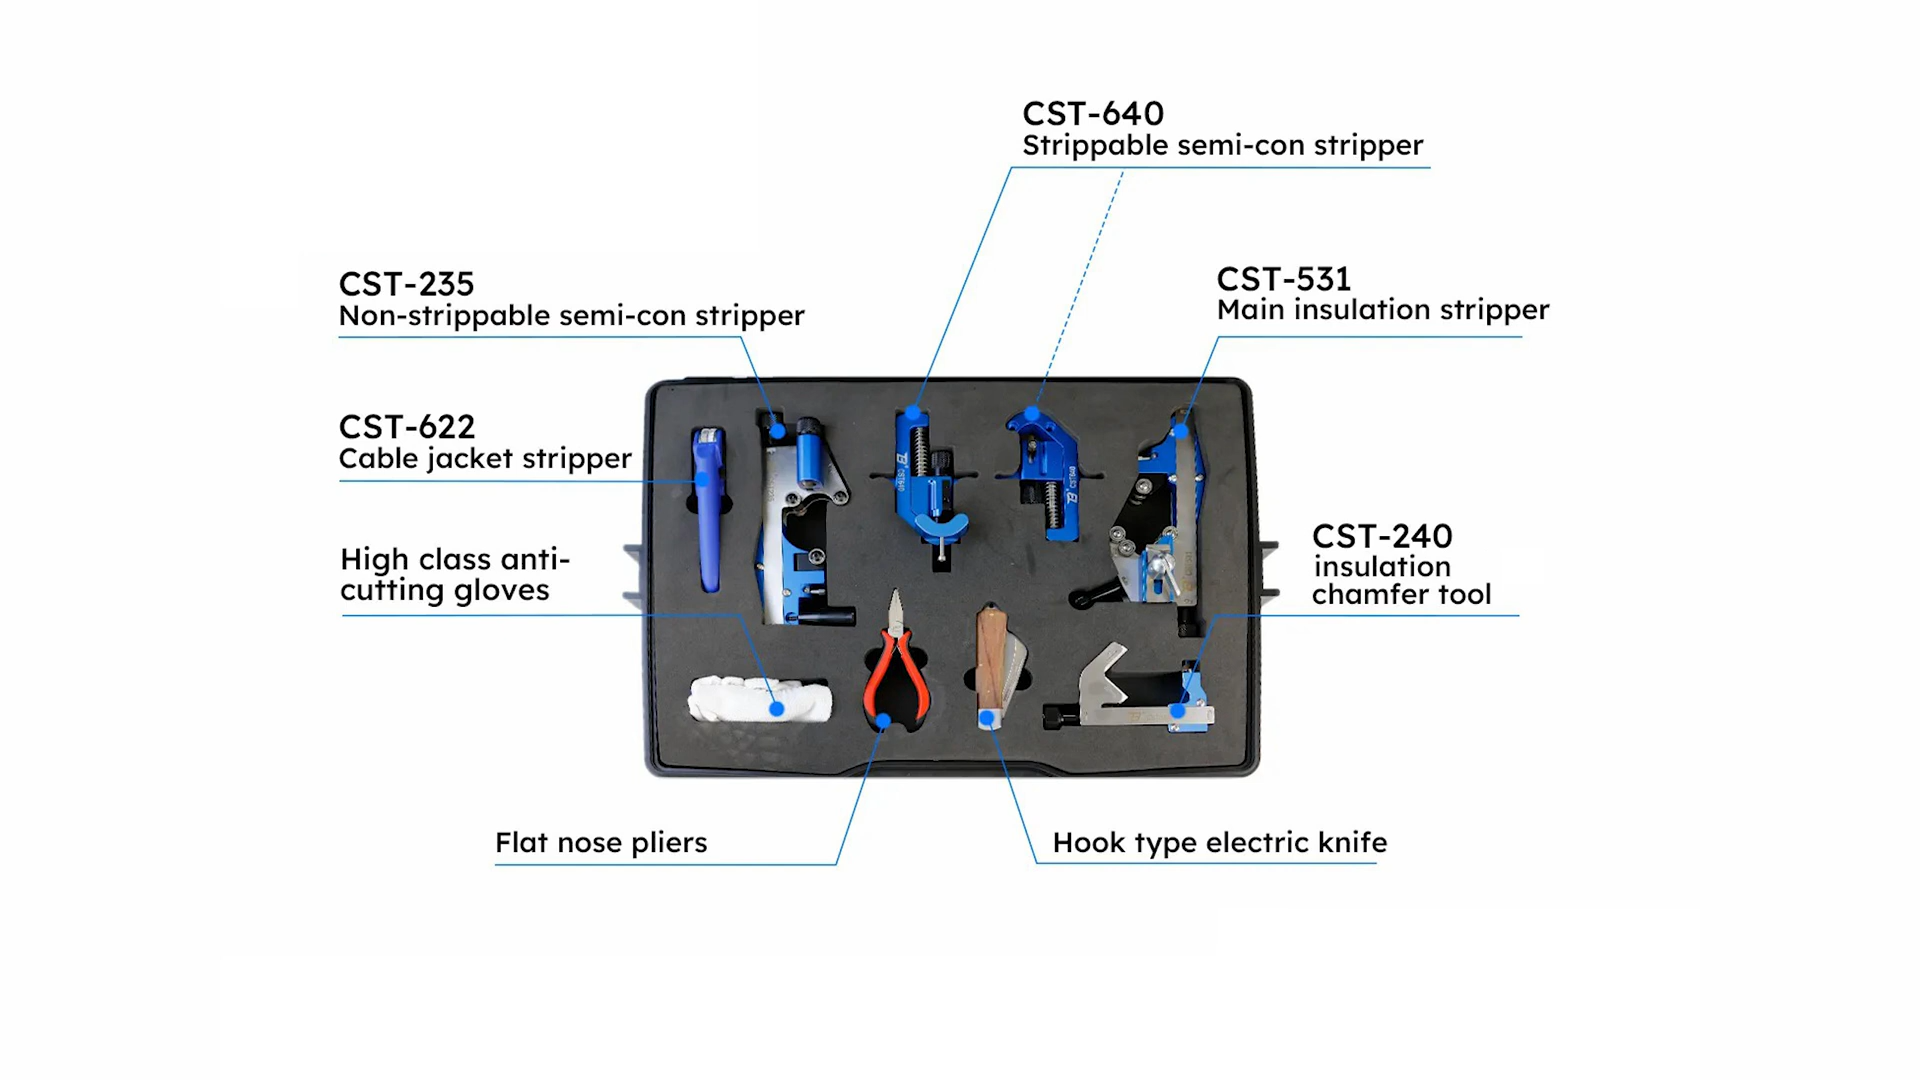 CST-640
Strippable semi-con stripper
CST-235
Non-strippable semi-con stripper
CST-531
Main insulation stripper
CST-622
Cable jacket stripper
High class anti-
cutting gloves
CST-240
insulation
chamfer tool
CST640
CST640
Flat nose pliers
Hook type electric knife